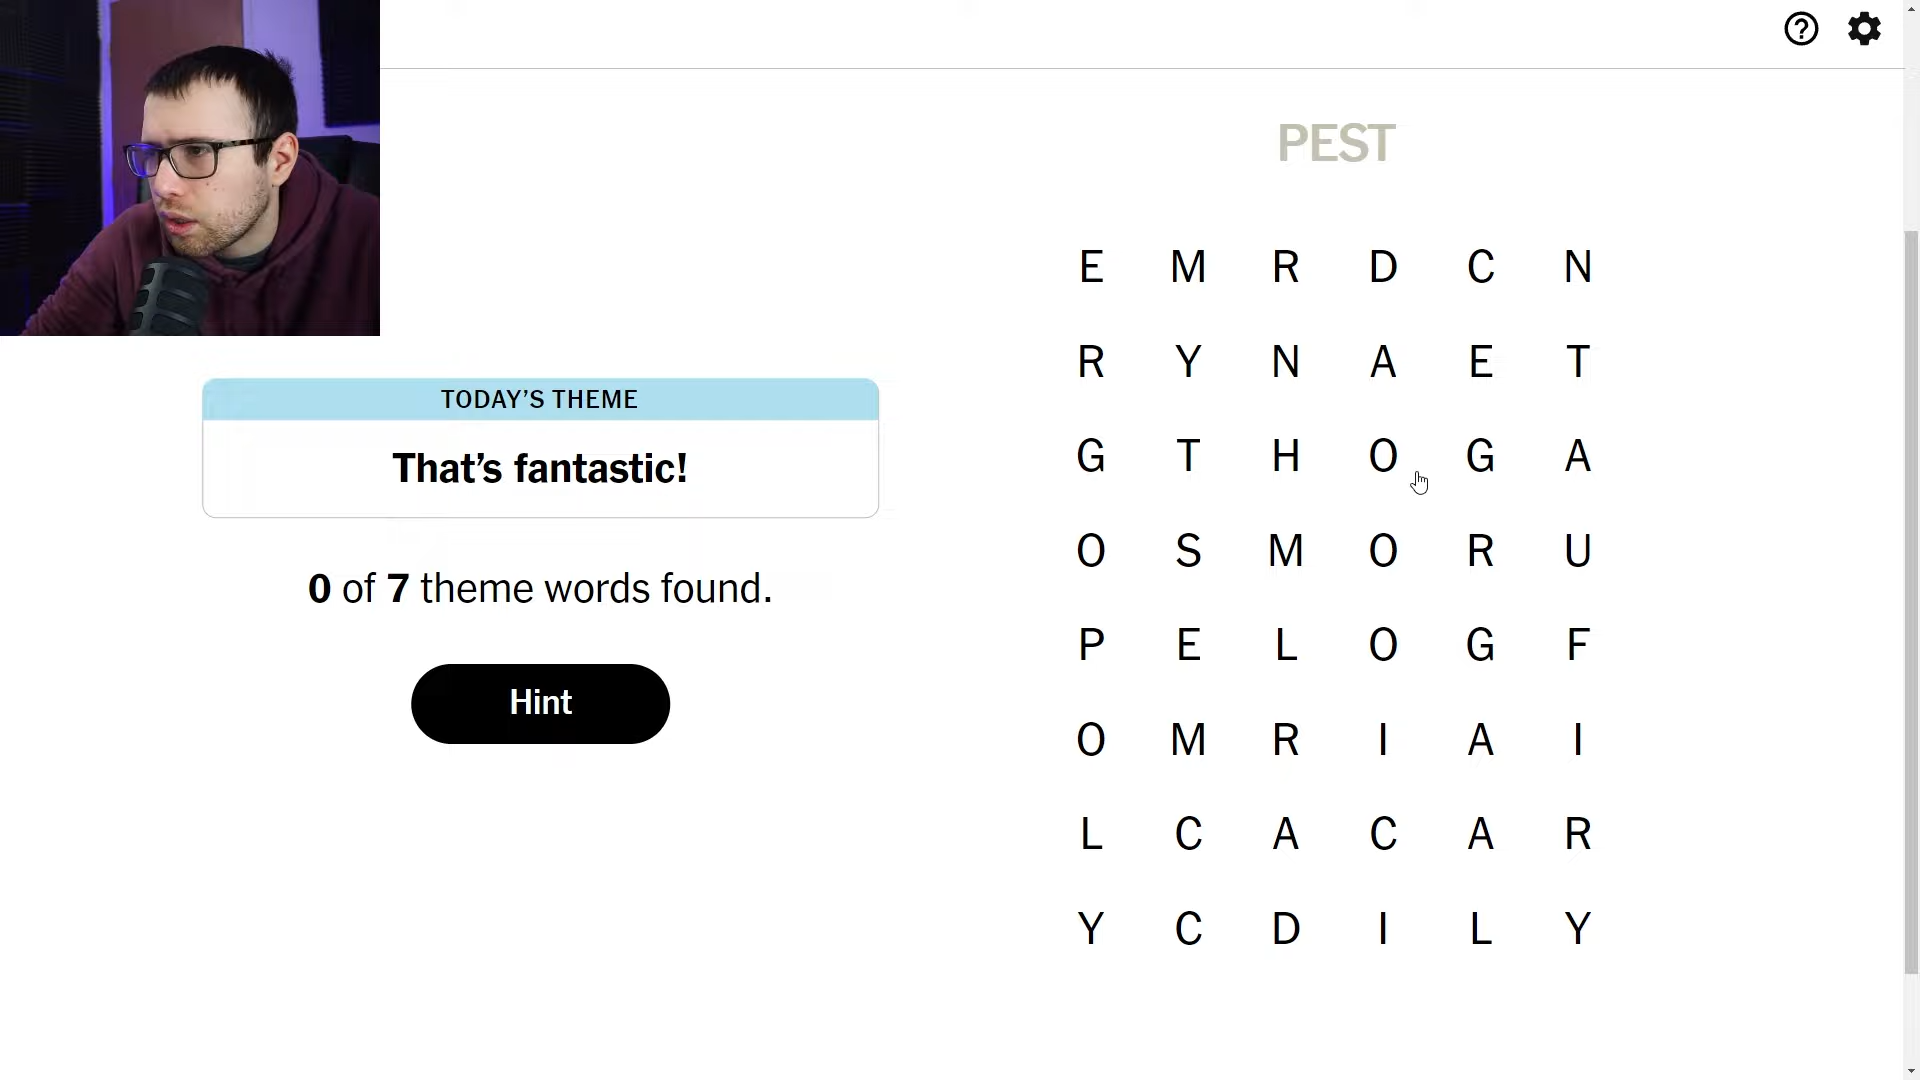 PEST
E M R D C N
R Y N A E T
TODAY'S THEME
G T H O G A
That's fantastic!
O S M O R U
0 of 7 theme words found.
P E L O G F
Hint
O M R I A I
L C A C A R
Y C D I L Y